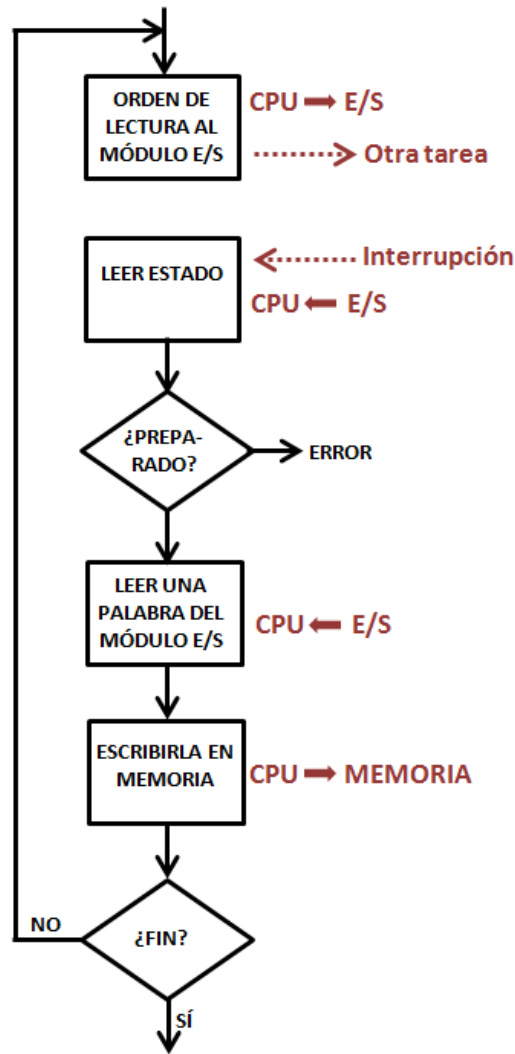 ORDEN DE
LECTURA AL
MÓDULO E/S
CPU E/S
Otra tarea
LEER ESTADO
Interrupción
CPU E/S
¿PREPA-
RADO?
ERROR
LEER UNA
PALABRA DEL
MÓDULO E/S
CPU E/S
ESCRIBIRLA EN
MEMORIA
CPU MEMORIA
¿FIN?
NO
SÍ